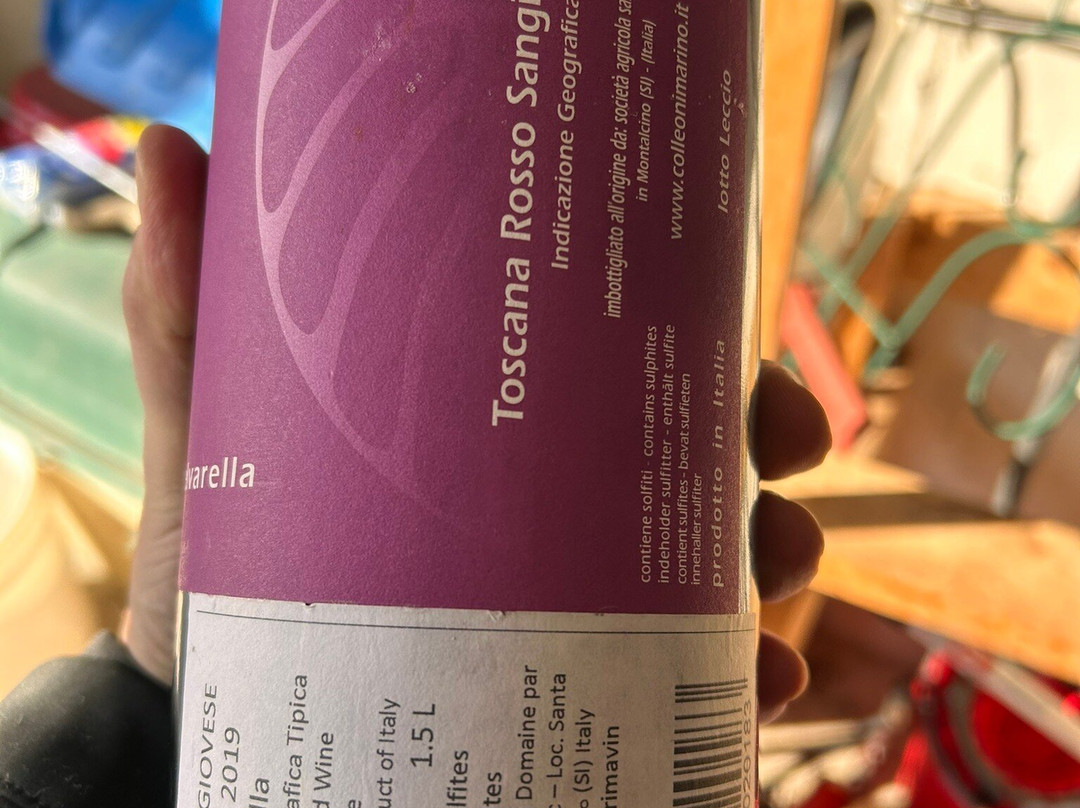 avarella
Toscana Rosso Sangi
Indicazione Geografica
imbottigliato all'origine da: società agricola sa
in Montalcino (SI) - (Italia)
www.colleonimarino.it
lotto Leccio
contiene solfiti - contains sulphites
indeholder sulfitter - enthält sulfite
contient sulfites - bevat sulfieten
innehaller sulfiter
prodotto in Italia
GIOVESE
2019
lla
afica Tipica
d Wine
e
uct of Italy
1.5 L
lfites
tes
Domaine par
c – Loc. Santa
o (SI) Italy
rimavin
020183